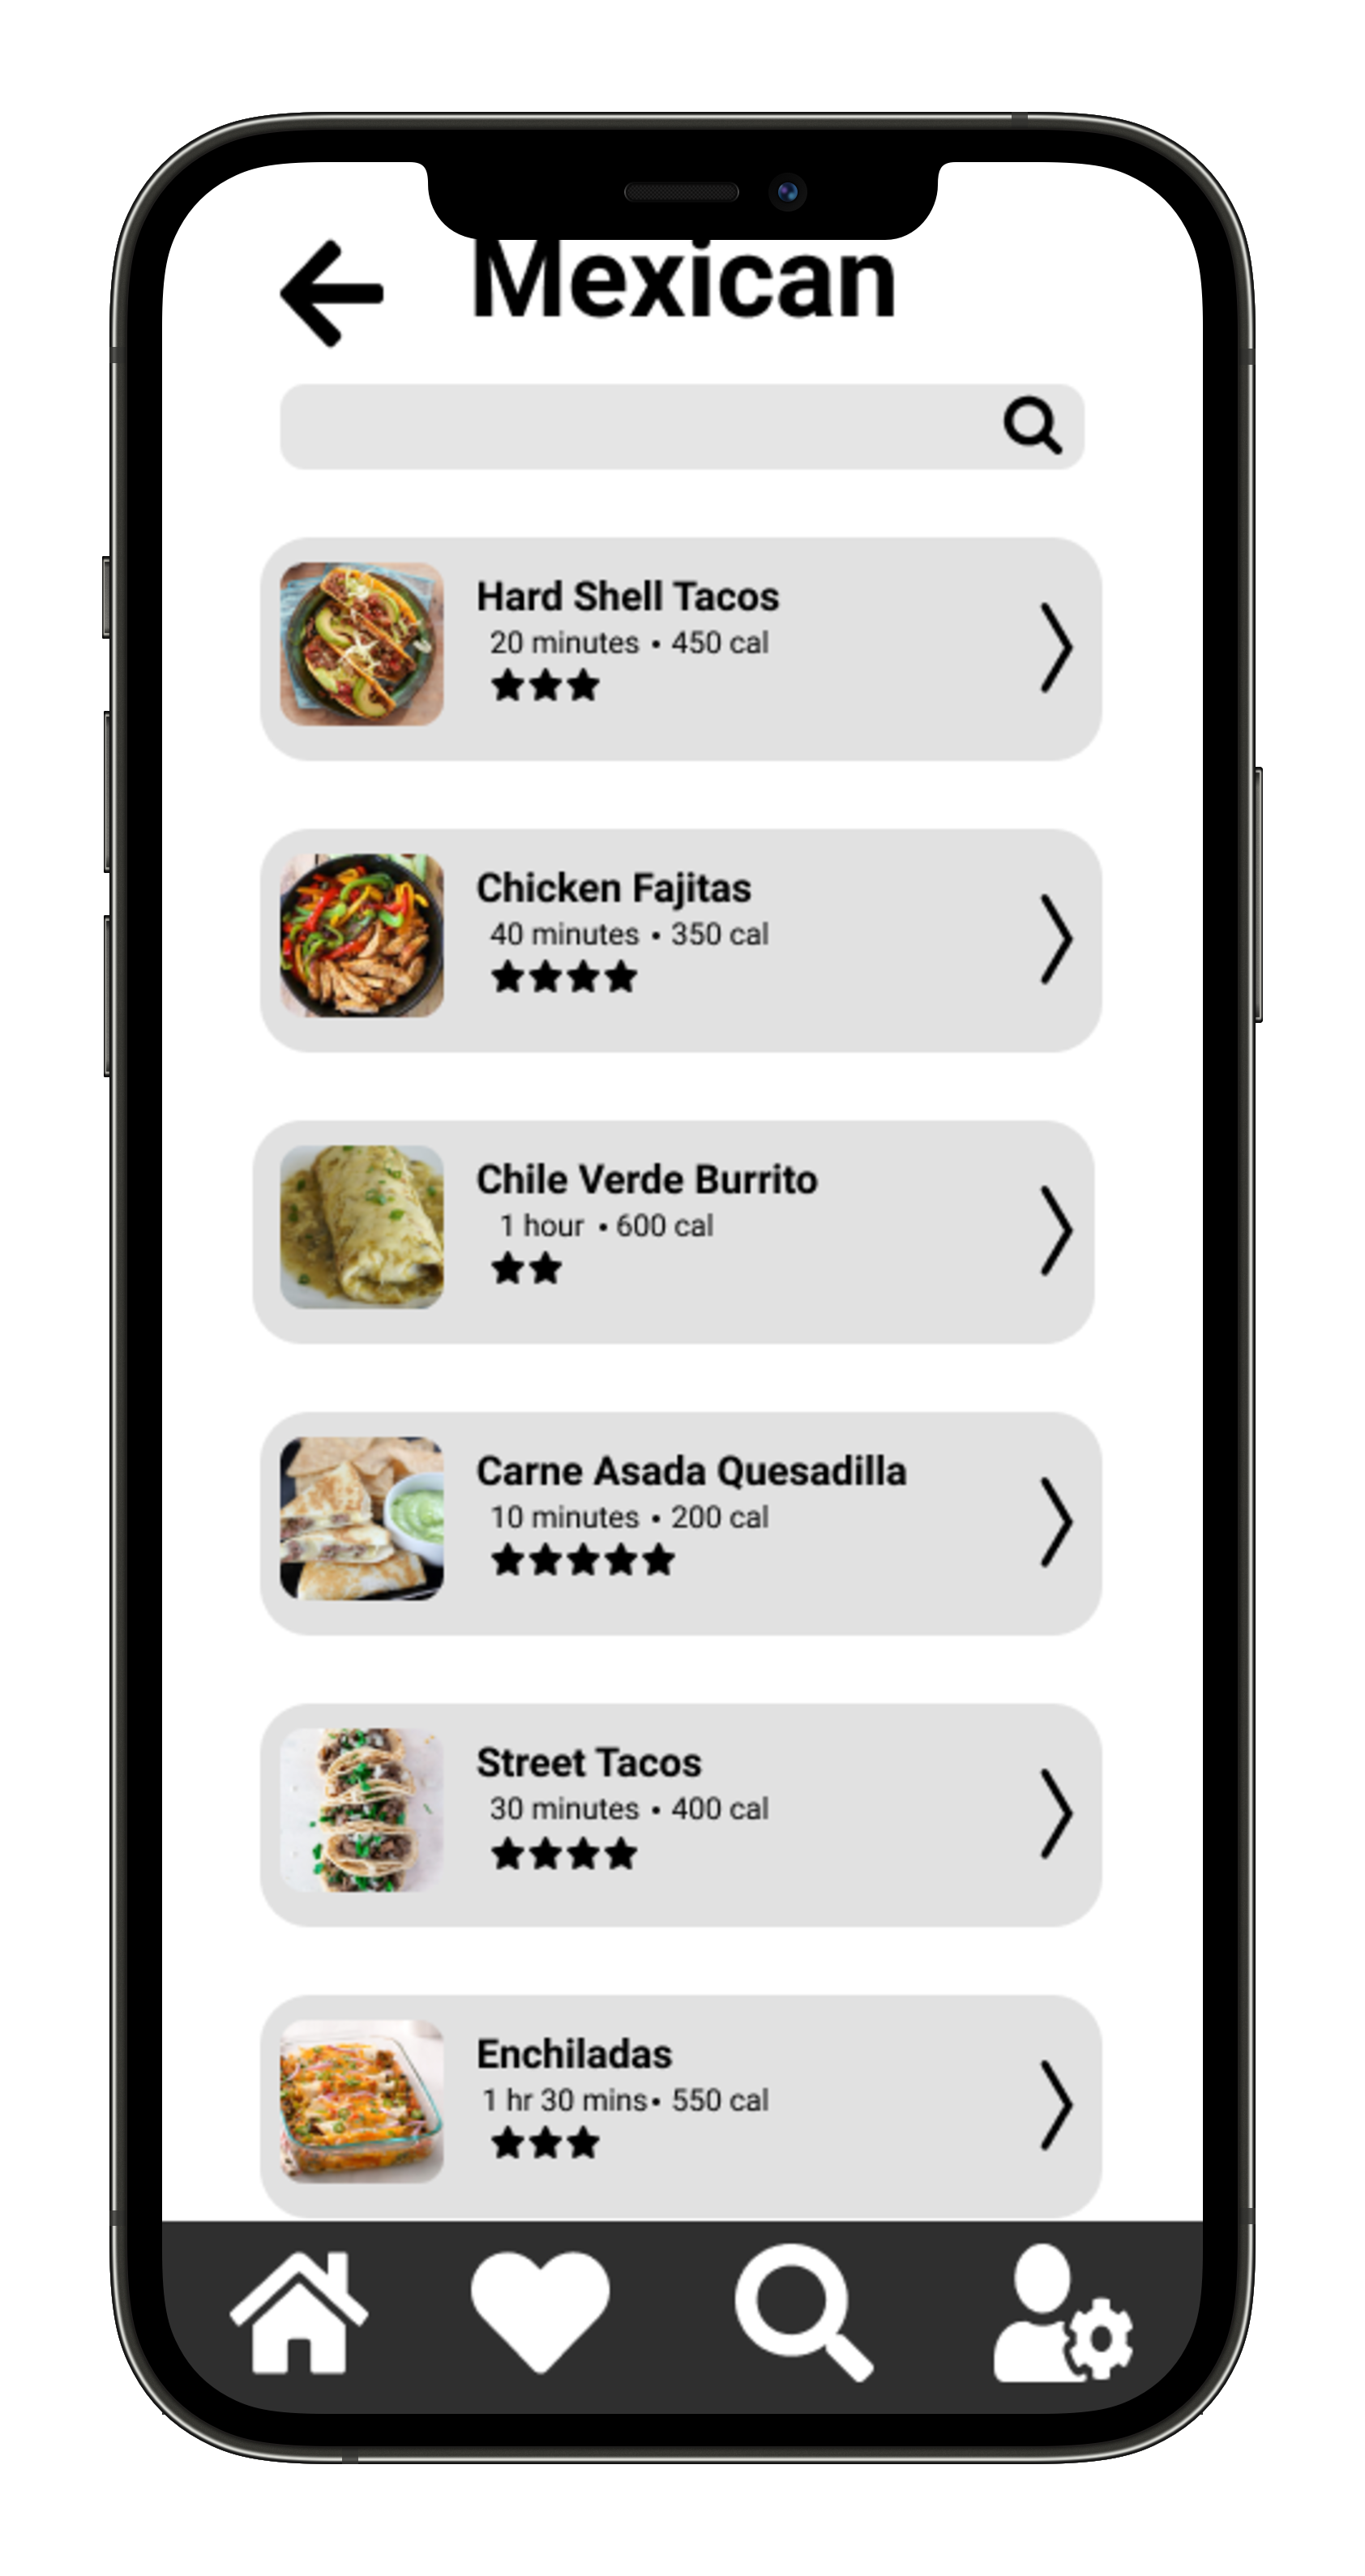 Mexican
Hard Shell Tacos
20 minutes • 450 cal
Chicken Fajitas
40 minutes • 350 cal
Chile Verde Burrito
1 hour • 600 cal
Carne Asada Quesadilla
10 minutes • 200 cal
Street Tacos
30 minutes • 400 cal
Enchiladas
1 hr 30 mins• 550 cal